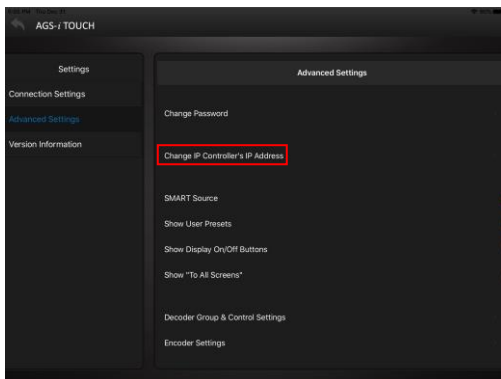 AGS-i TOUCH
Settings
Connection Settings
Advanced Settings
Version Information
Advanced Settings
Change Password
Change IP Controller's IP Address
SMART Source
Show User Presets
Show Display On/Off Buttons
Show "To All Screens"
Decoder Group & Control Settings
Encoder Settings